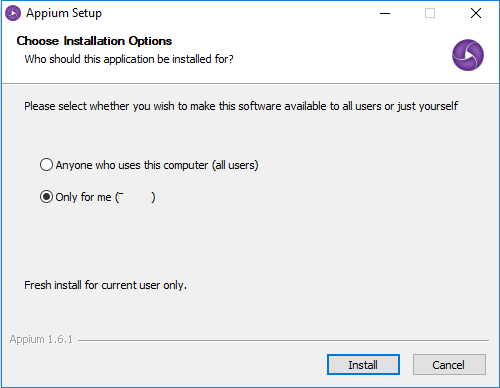 Appium Setup
Choose Installation Options
Who should this application be installed for?
Please select whether you wish to make this software available to all users or just yourself
Anyone who uses this computer (all users)
Only for me ( )
Fresh install for current user only.
Appium 1.6.1
Install Cancel